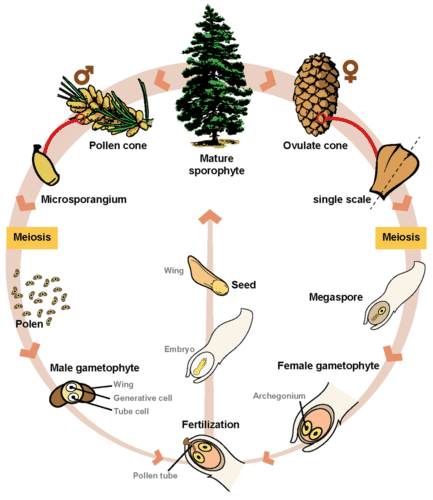 ♂
♀
Pollen cone
Mature
sporophyte
Ovulate cone
Microsporangium
single scale
Meiosis
Meiosis
Wing
Seed
Megaspore
Polen
Embryo
Male gametophyte
Female gametophyte
Wing
Generative cell
Tube cell
Archegonium
Fertilization
Pollen tube